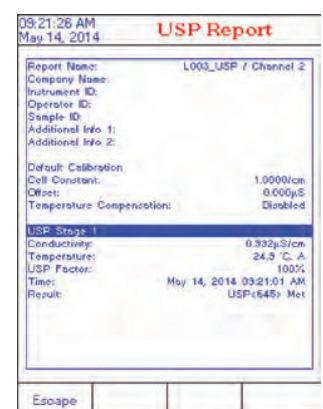 09:21:26 AM
May 14, 2014
USP Report
Report Name: L003_USP / Channel 2
Company Name:
Instrument ID:
Operator ID:
Sample ID:
Additional Info 1:
Additional Info 2:
Default Calibration
Cell Constant: 1.0000/cm
Offset: 0.000µS
Temperature Compensation: Disabled
USP Stage 1
Conductivity: 0.932µS/cm
Temperature: 24.9 °C, A
USP Factor: 100%
Time: May 14, 2014 09:21:01 AM
Result: USP<645> Met
Escape